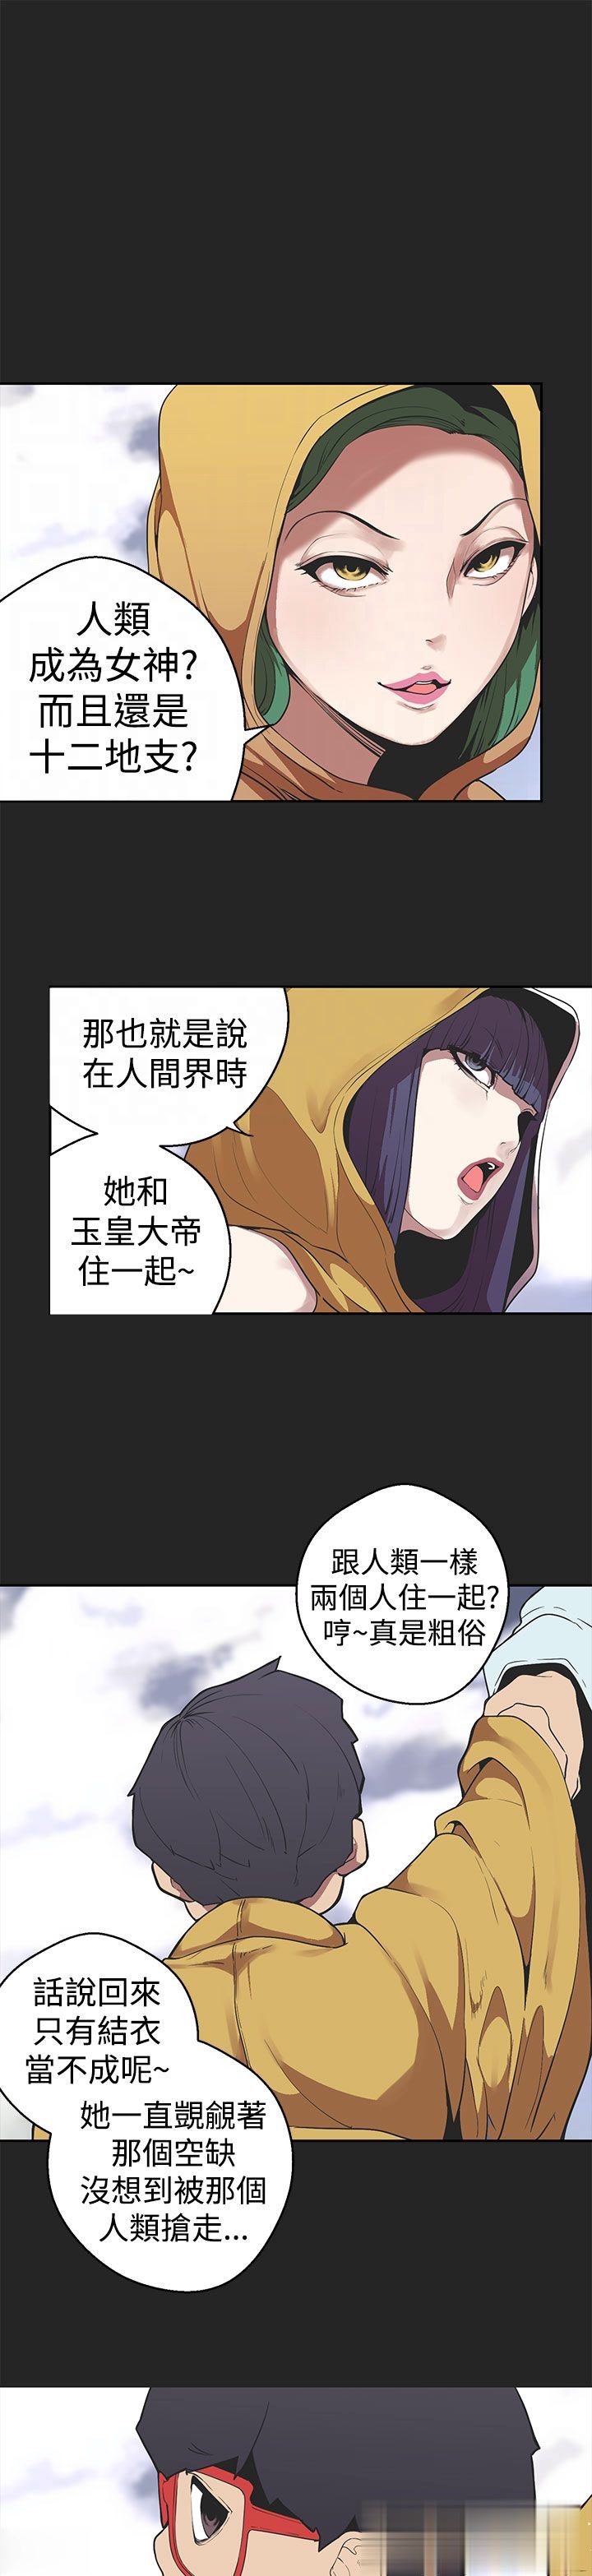 人類
成為女神?
而且還是
十二地支?
那也就是說
在人間界時
她和
玉皇大帝
住一起~
跟人類一樣
兩個人住一起?
哼~真是粗俗
話說回來
只有結衣
當不成呢~
她一直覬覦著
那個空缺
沒想到被那個
人類搶走...